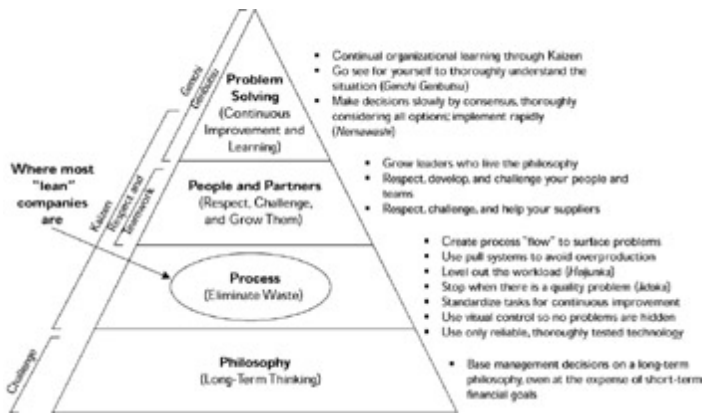 Genchi
Genbutsu
Problem
Solving
(Continuous
Improvement and
Learning)
• Continual organizational learning through Kaizen
• Go see for yourself to thoroughly understand the
situation (Genchi Genbutsu)
• Make decisions slowly by consensus, thoroughly
considering all options; implement rapidly
(Nemawashi)
Where most
"lean"
companies
are
Kaizen
Respect and
Teamwork
People and Partners
(Respect, Challenge,
and Grow Them)
• Grow leaders who live the philosophy
• Respect, develop, and challenge your people and
teams
• Respect, challenge, and help your suppliers
Process
(Eliminate Waste)
• Create process "flow" to surface problems
• Use pull systems to avoid overproduction
• Level out the workload (Heijunka)
• Stop when there is a quality problem (Jidoka)
• Standardize tasks for continuous improvement
• Use visual control so no problems are hidden
• Use only reliable, thoroughly tested technology
Challenge
Philosophy
(Long-Term Thinking)
• Base management decisions on a long-term
philosophy, even at the expense of short-term
financial goals